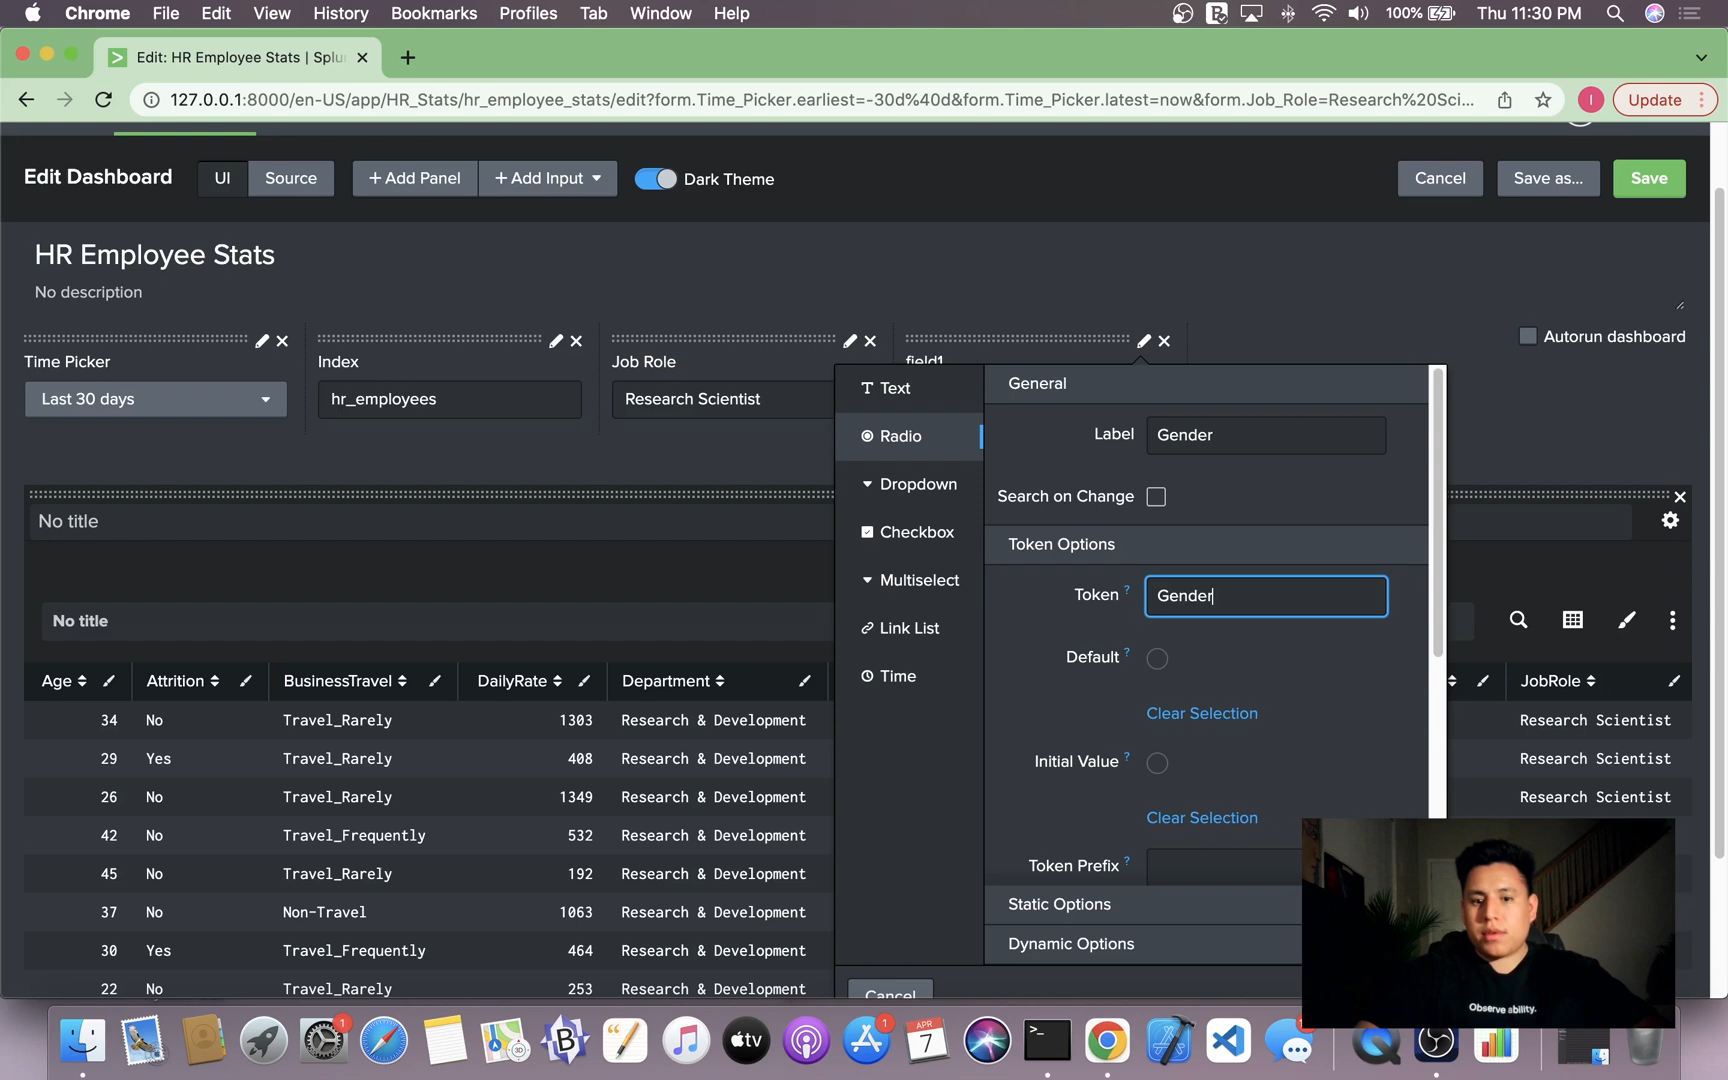 Chrome File Edit View History Bookmarks Profiles Tab Window Help 100% Thu 11:30 PM
Edit: HR Employee Stats | Splu
127.0.0.1:8000/en-US/app/HR_Stats/hr_employee_stats/edit?form.Time_Picker.earliest=-30d%40d&form.Time_Picker.latest=now&form.Job_Role=Research%20Sci... I Update
Edit Dashboard UI Source + Add Panel + Add Input Dark Theme Cancel Save as... Save
HR Employee Stats
No description
Autorun dashboard
Time Picker Index Job Role field1
Last 30 days hr_employees Research Scientist
Text
Radio
Dropdown
Checkbox
Multiselect
Link List
Time
General
Label Gender
Search on Change
Token Options
Token ? Gender
Default ?
Clear Selection
Initial Value ?
Clear Selection
Token Prefix ?
Static Options
Dynamic Options
Cancel
No title
No title
Age Attrition BusinessTravel DailyRate Department JobRole
34 No Travel_Rarely 1303 Research & Development Research Scientist
29 Yes Travel_Rarely 408 Research & Development Research Scientist
26 No Travel_Rarely 1349 Research & Development Research Scientist
42 No Travel_Frequently 532 Research & Development
45 No Travel_Rarely 192 Research & Development
37 No Non-Travel 1063 Research & Development
30 Yes Travel_Frequently 464 Research & Development
22 No Travel_Rarely 253 Research & Development
Observe ability.
1
tv
1
APR
7
>_